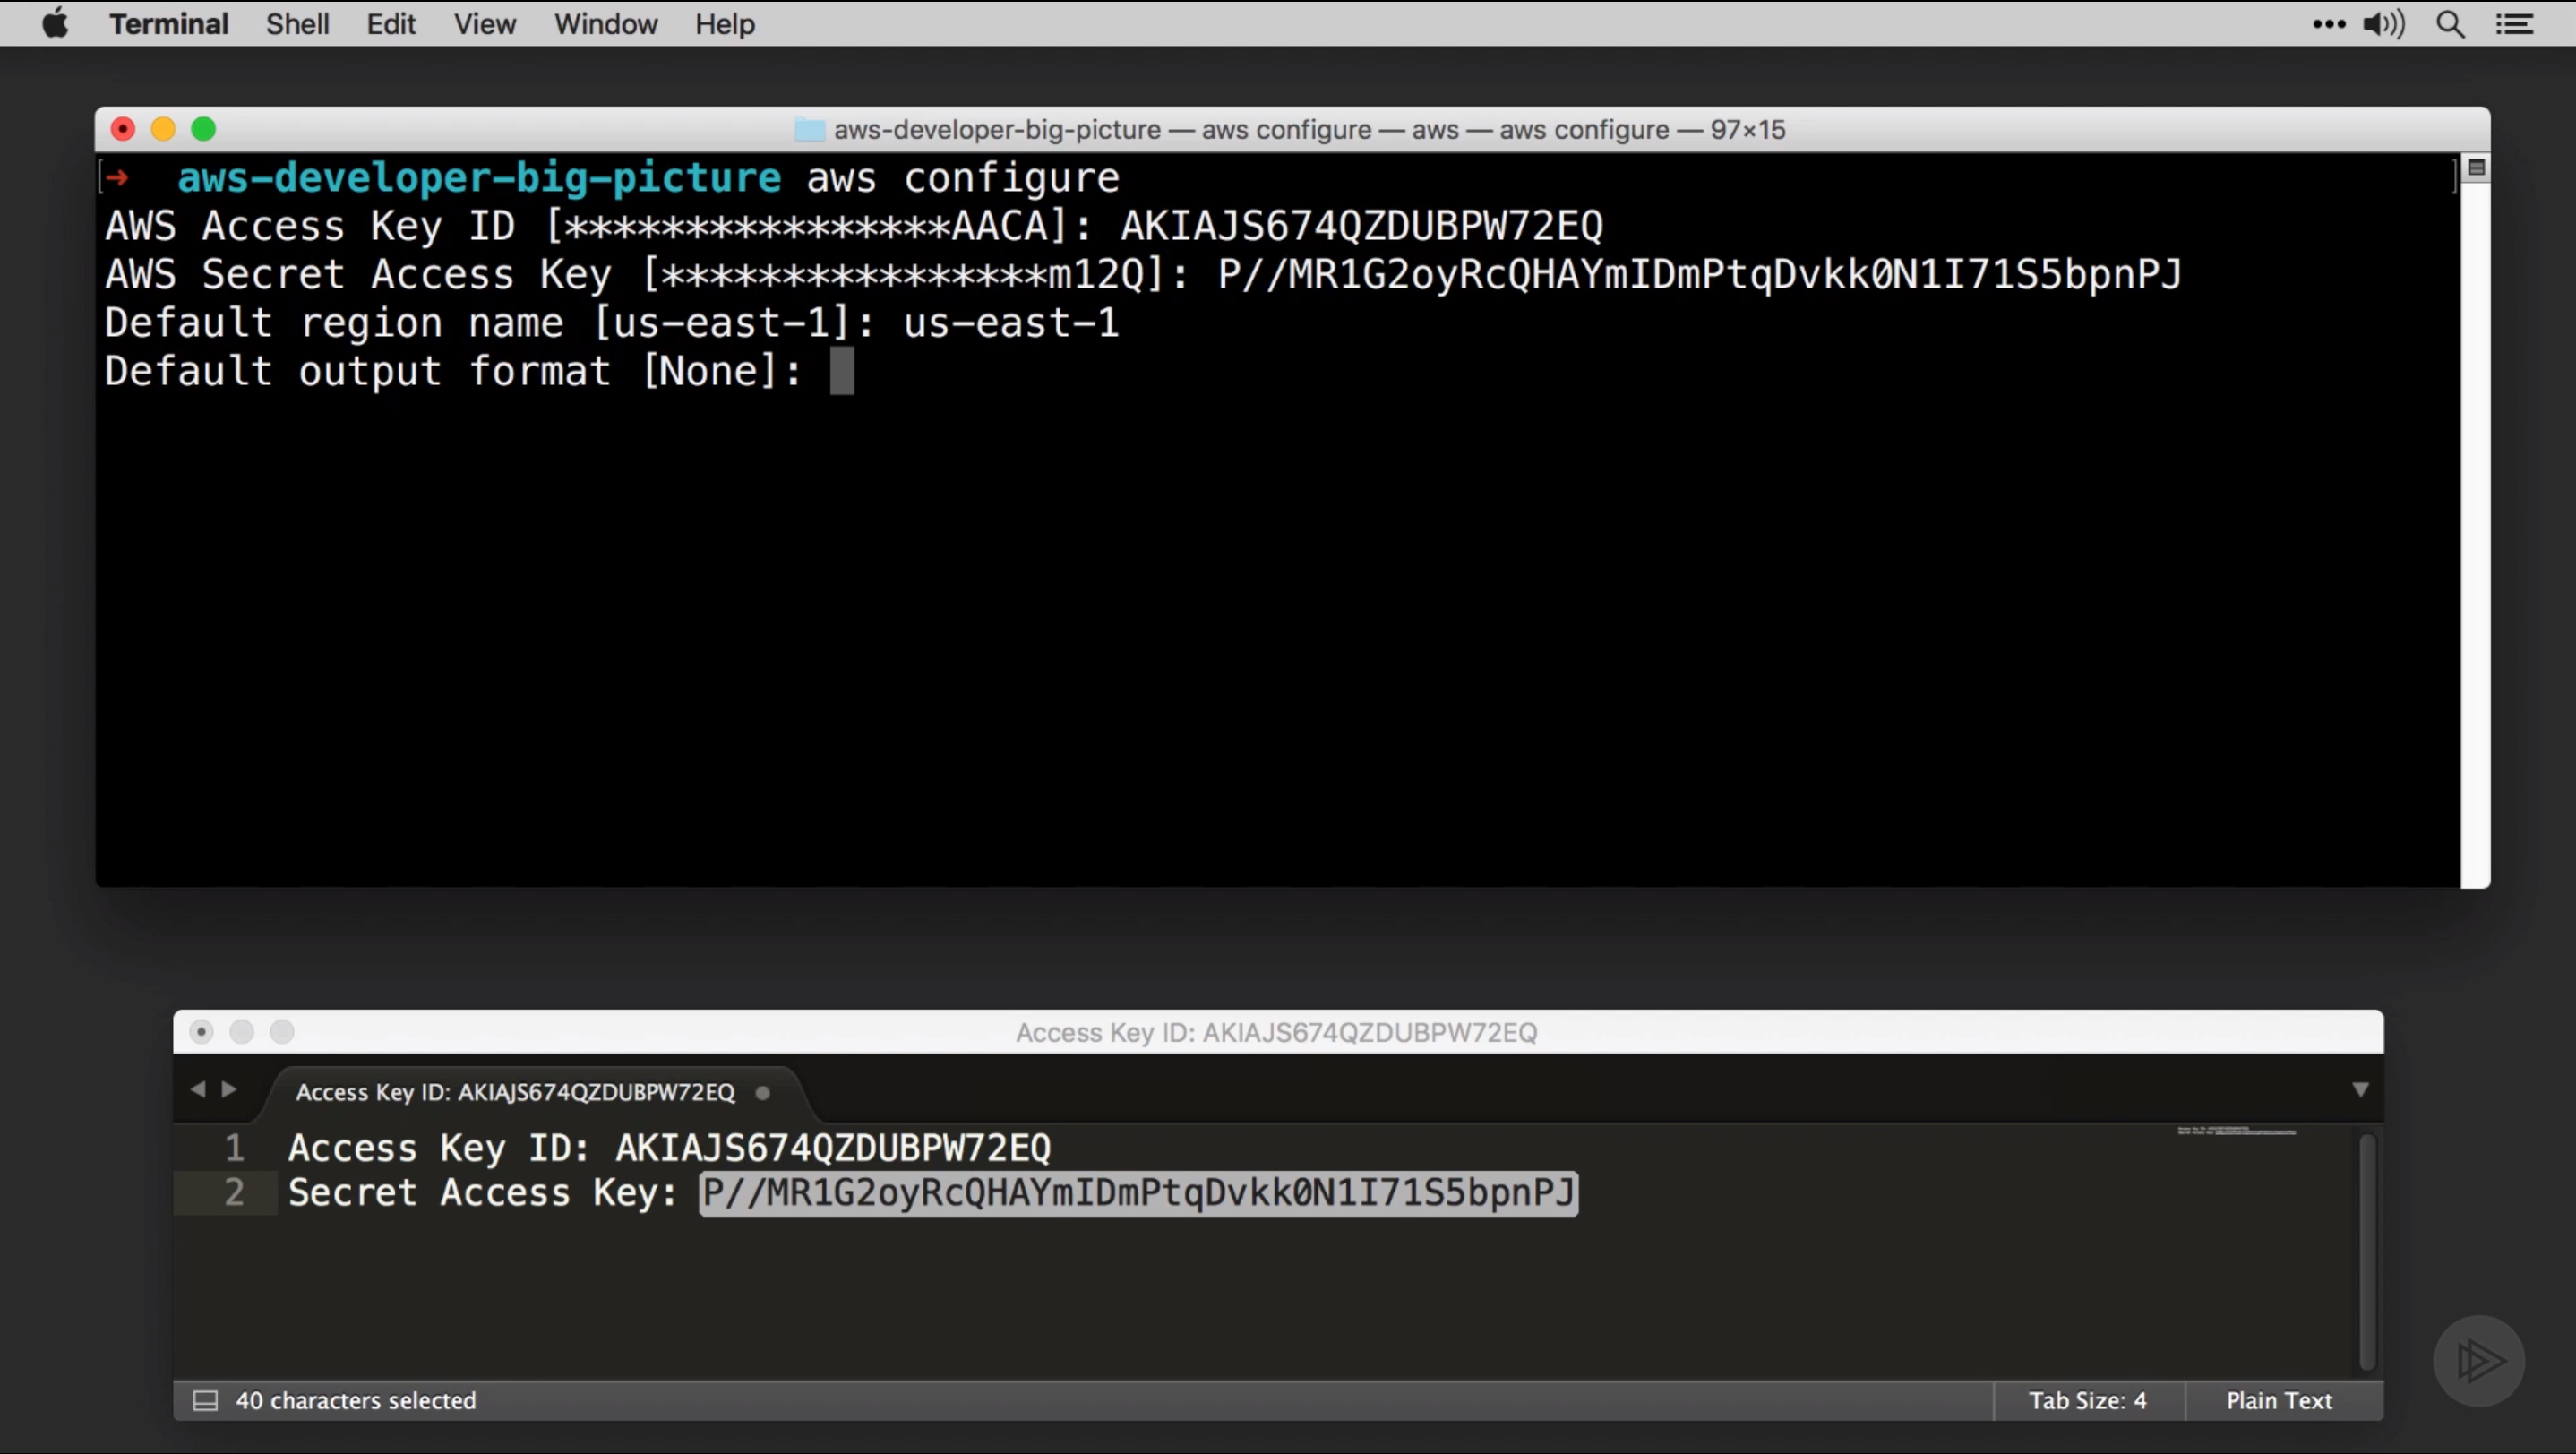 Terminal Shell Edit View Window Help
aws-developer-big-picture — aws configure — aws — aws configure — 97×15
[➜ aws-developer-big-picture aws configure ]
AWS Access Key ID [****************AACA]: AKIAJS674QZDUBPW72EQ
AWS Secret Access Key [****************m12Q]: 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
Default region name [us-east-1]: us-east-1
Default output format [None]:
Access Key ID: AKIAJS674QZDUBPW72EQ
Access Key ID: AKIAJS674QZDUBPW72EQ
1 Access Key ID: AKIAJS674QZDUBPW72EQ
2 Secret Access Key: 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
40 characters selected Tab Size: 4 Plain Text